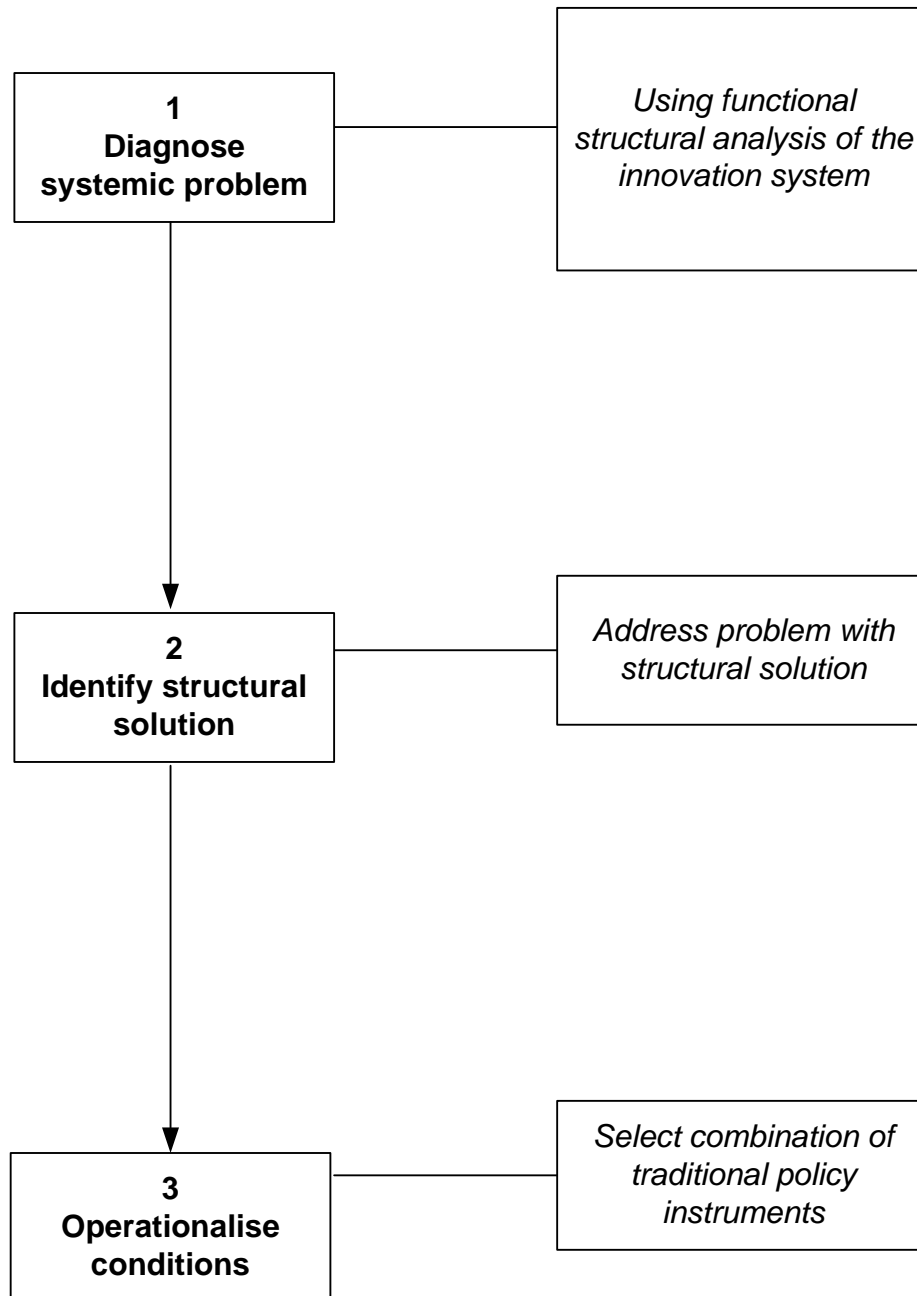 1
Diagnose
systemic problem
Using functional
structural analysis of the
innovation system
2
Identify structural
solution
Address problem with
structural solution
3
Operationalise
conditions
Select combination of
traditional policy
instruments